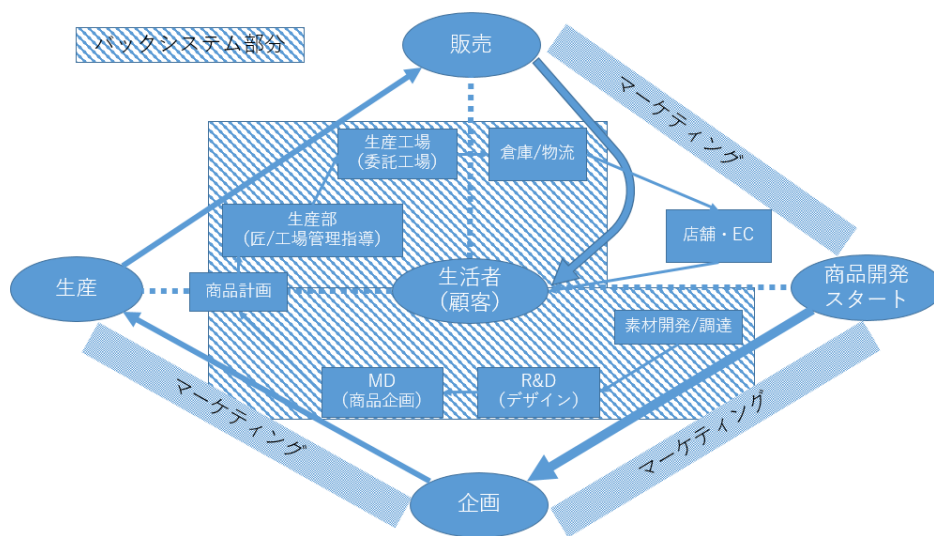 バックシステム部分
販売
マーケティング
生産工場
(委託工場)
倉庫/物流
生産部
(匠/工場管理指導)
店舗・EC
生産
商品計画
生活者
(顧客)
商品開発
スタート
素材開発/調達
MD
(商品企画)
R&D
(デザイン)
マーケティング
マーケティング
企画